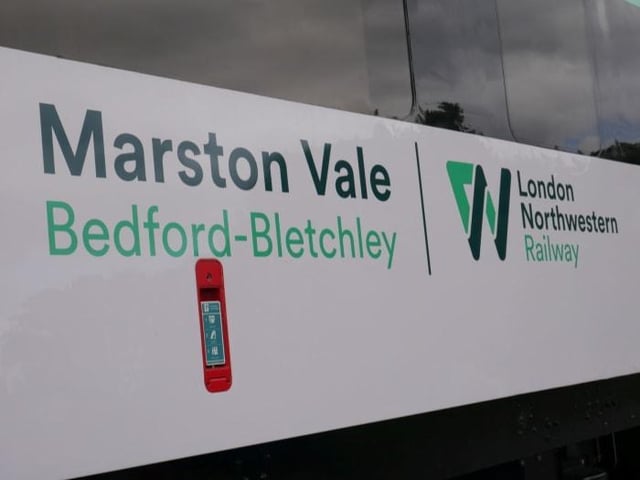 Marston Vale
Bedford-Bletchley
London
Northwestern
Railway